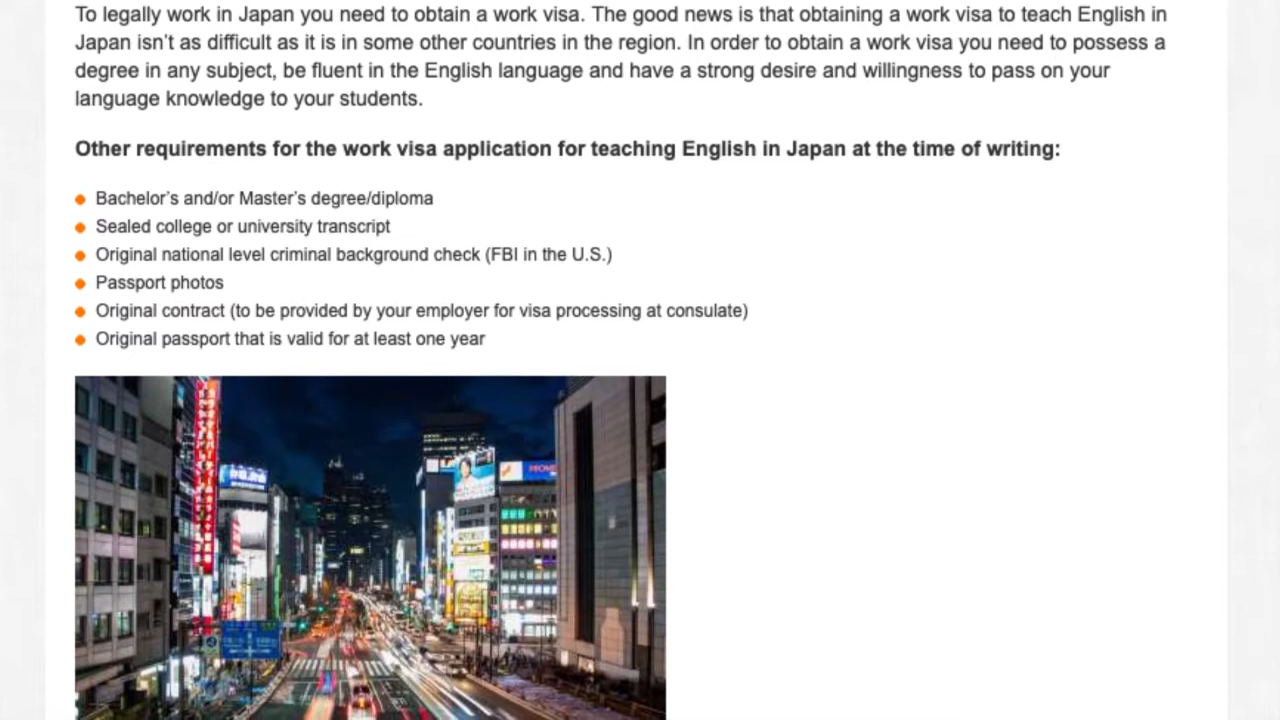 To legally work in Japan you need to obtain a work visa. The good news is that obtaining a work visa to teach English in
Japan isn't as difficult as it is in some other countries in the region. In order to obtain a work visa you need to possess a
degree in any subject, be fluent in the English language and have a strong desire and willingness to pass on your
language knowledge to your students.
Other requirements for the work visa application for teaching English in Japan at the time of writing:
Bachelor's and/or Master's degree/diploma
Sealed college or university transcript
Original national level criminal background check (FBI in the U.S.)
Passport photos
Original contract (to be provided by your employer for visa processing at consulate)
Original passport that is valid for at least one year